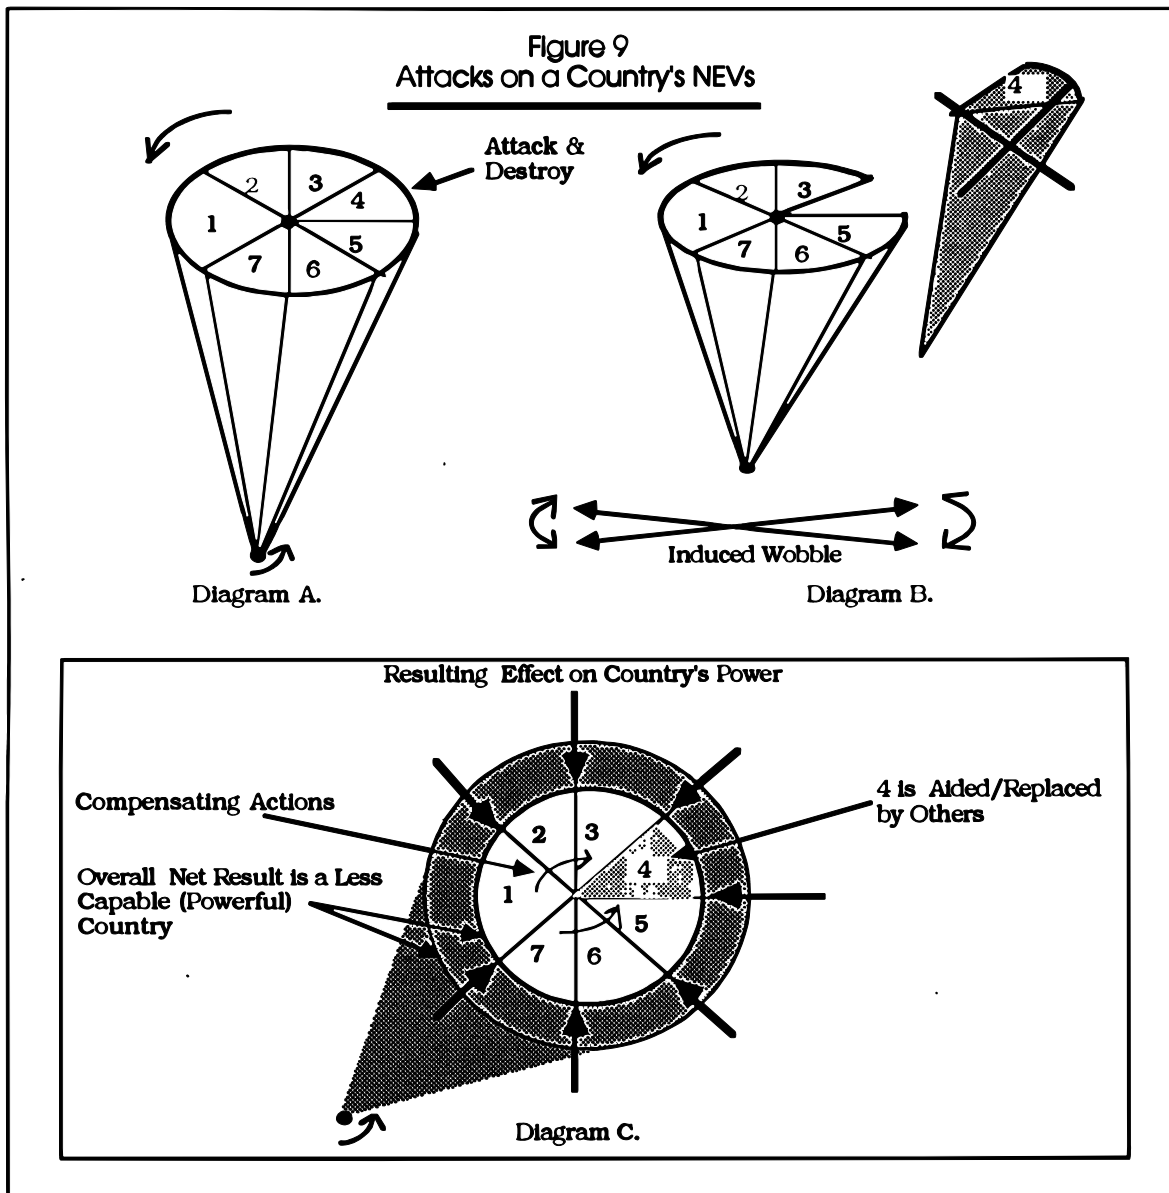 Figure 9
Attacks on a Country's NEVs
Attack &
Destroy
1
2
3
4
5
6
7
Diagram A.
1
2
3
5
6
7
4
Induced Wobble
Diagram B.
Resulting Effect on Country's Power
Compensating Actions
Overall Net Result is a Less
Capable (Powerful)
Country
4 is Aided/Replaced
by Others
1
2
3
4
5
6
7
Diagram C.